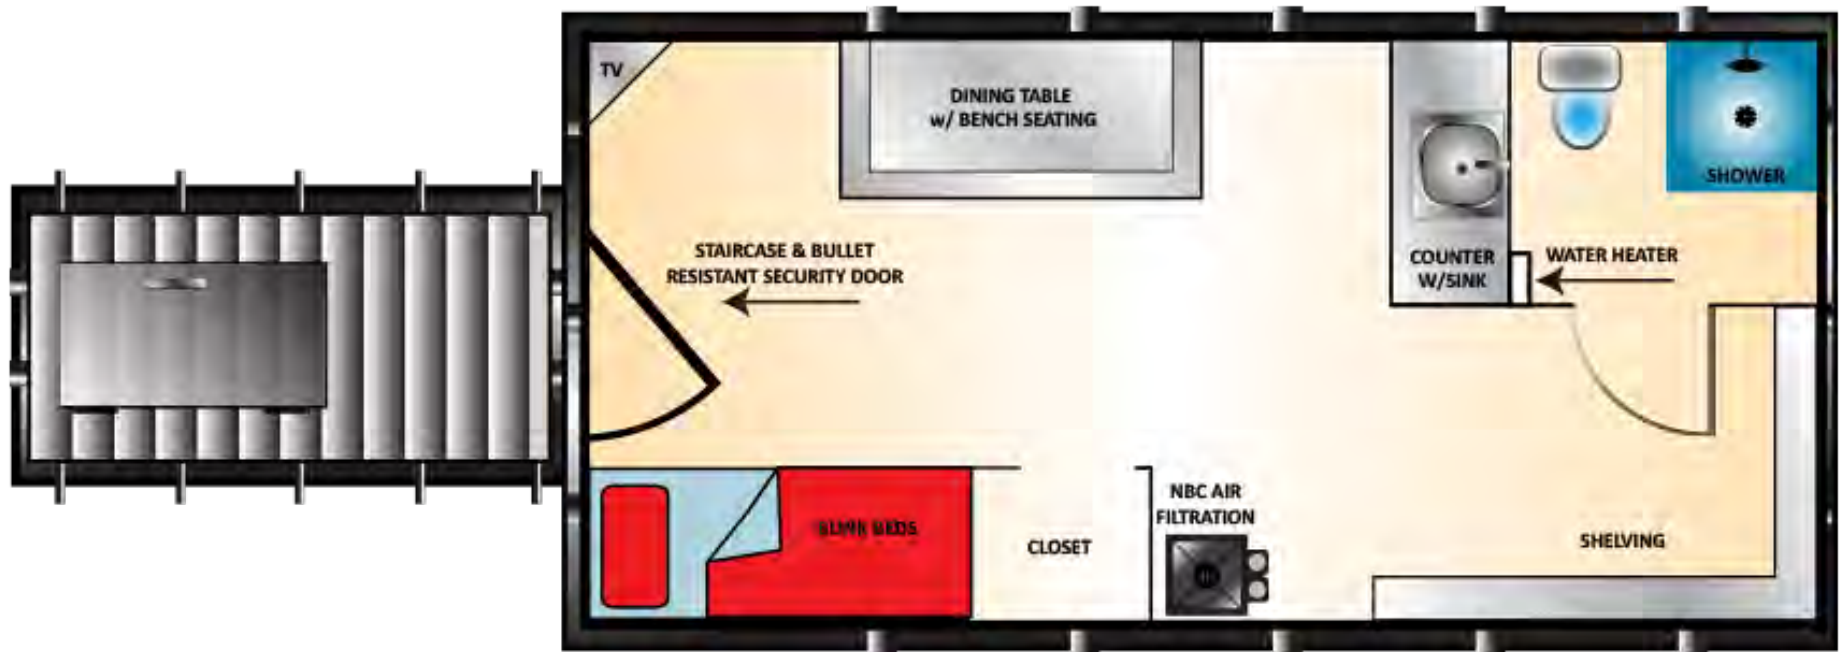 TV
DINING TABLE
w/ BENCH SEATING
SHOWER
STAIRCASE & BULLET
RESISTANT SECURITY DOOR
COUNTER
W/SINK
WATER HEATER
BUNK BEDS
CLOSET
NBC AIR
FILTRATION
SHELVING